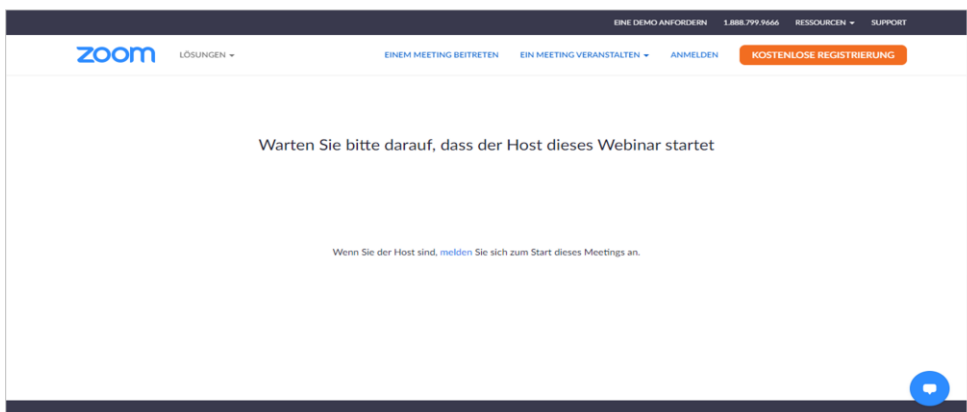 EINE DEMO ANFORDERN 1.888.799.9666 RESSOURCEN SUPPORT
zoom LÖSUNGEN EINEM MEETING BEITRETEN EIN MEETING VERANSTALTEN ANMELDEN KOSTENLOSE REGISTRIERUNG
Warten Sie bitte darauf, dass der Host dieses Webinar startet
Wenn Sie der Host sind, melden Sie sich zum Start dieses Meetings an.